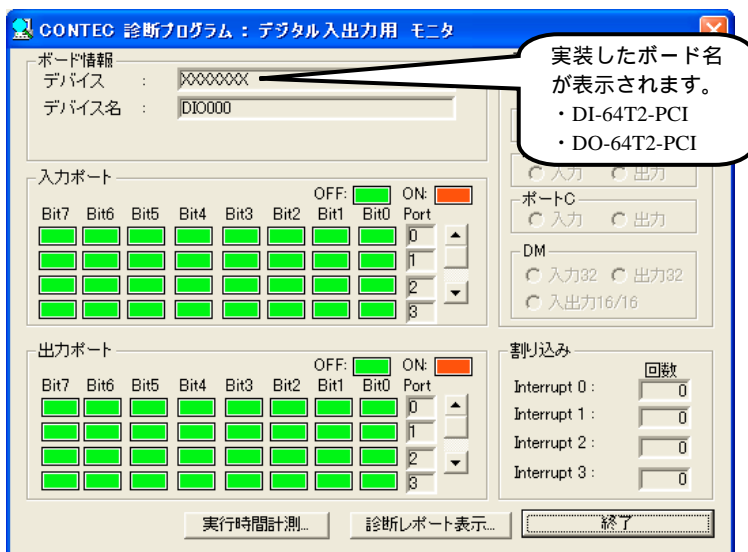 CONTEC 診断プログラム : デジタル入出力用 モニタ
実装したボード名
が表示されます。
・DI-64T2-PCI
・DO-64T2-PCI
ボード情報
デバイス : XXXXXXX
デバイス名 : DIO000
入力 出力
ポートC
入力 出力
DM
入力32 出力32
入出力16/16
入力ポート
OFF: ON:
Bit7 Bit6 Bit5 Bit4 Bit3 Bit2 Bit1 Bit0 Port
0
1
2
3
出力ポート
OFF: ON:
Bit7 Bit6 Bit5 Bit4 Bit3 Bit2 Bit1 Bit0 Port
0
1
2
3
割り込み
回数
Interrupt 0 : 0
Interrupt 1 : 0
Interrupt 2 : 0
Interrupt 3 : 0
実行時間計測... 診断レポート表示... 終了